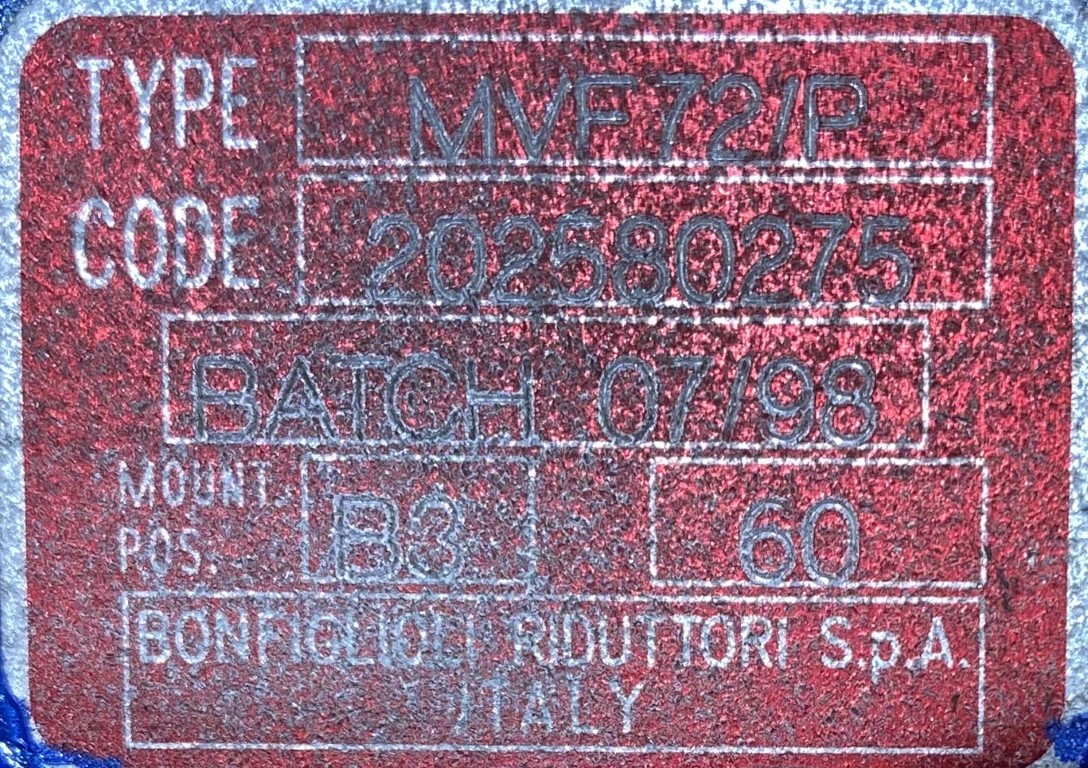 TYPE MVF72/P
CODE 202580275
BATCH 07/98
MOUNT. POS. B3 60
BONFIGLIOLI RIDUTTORI S.p.A.
ITALY